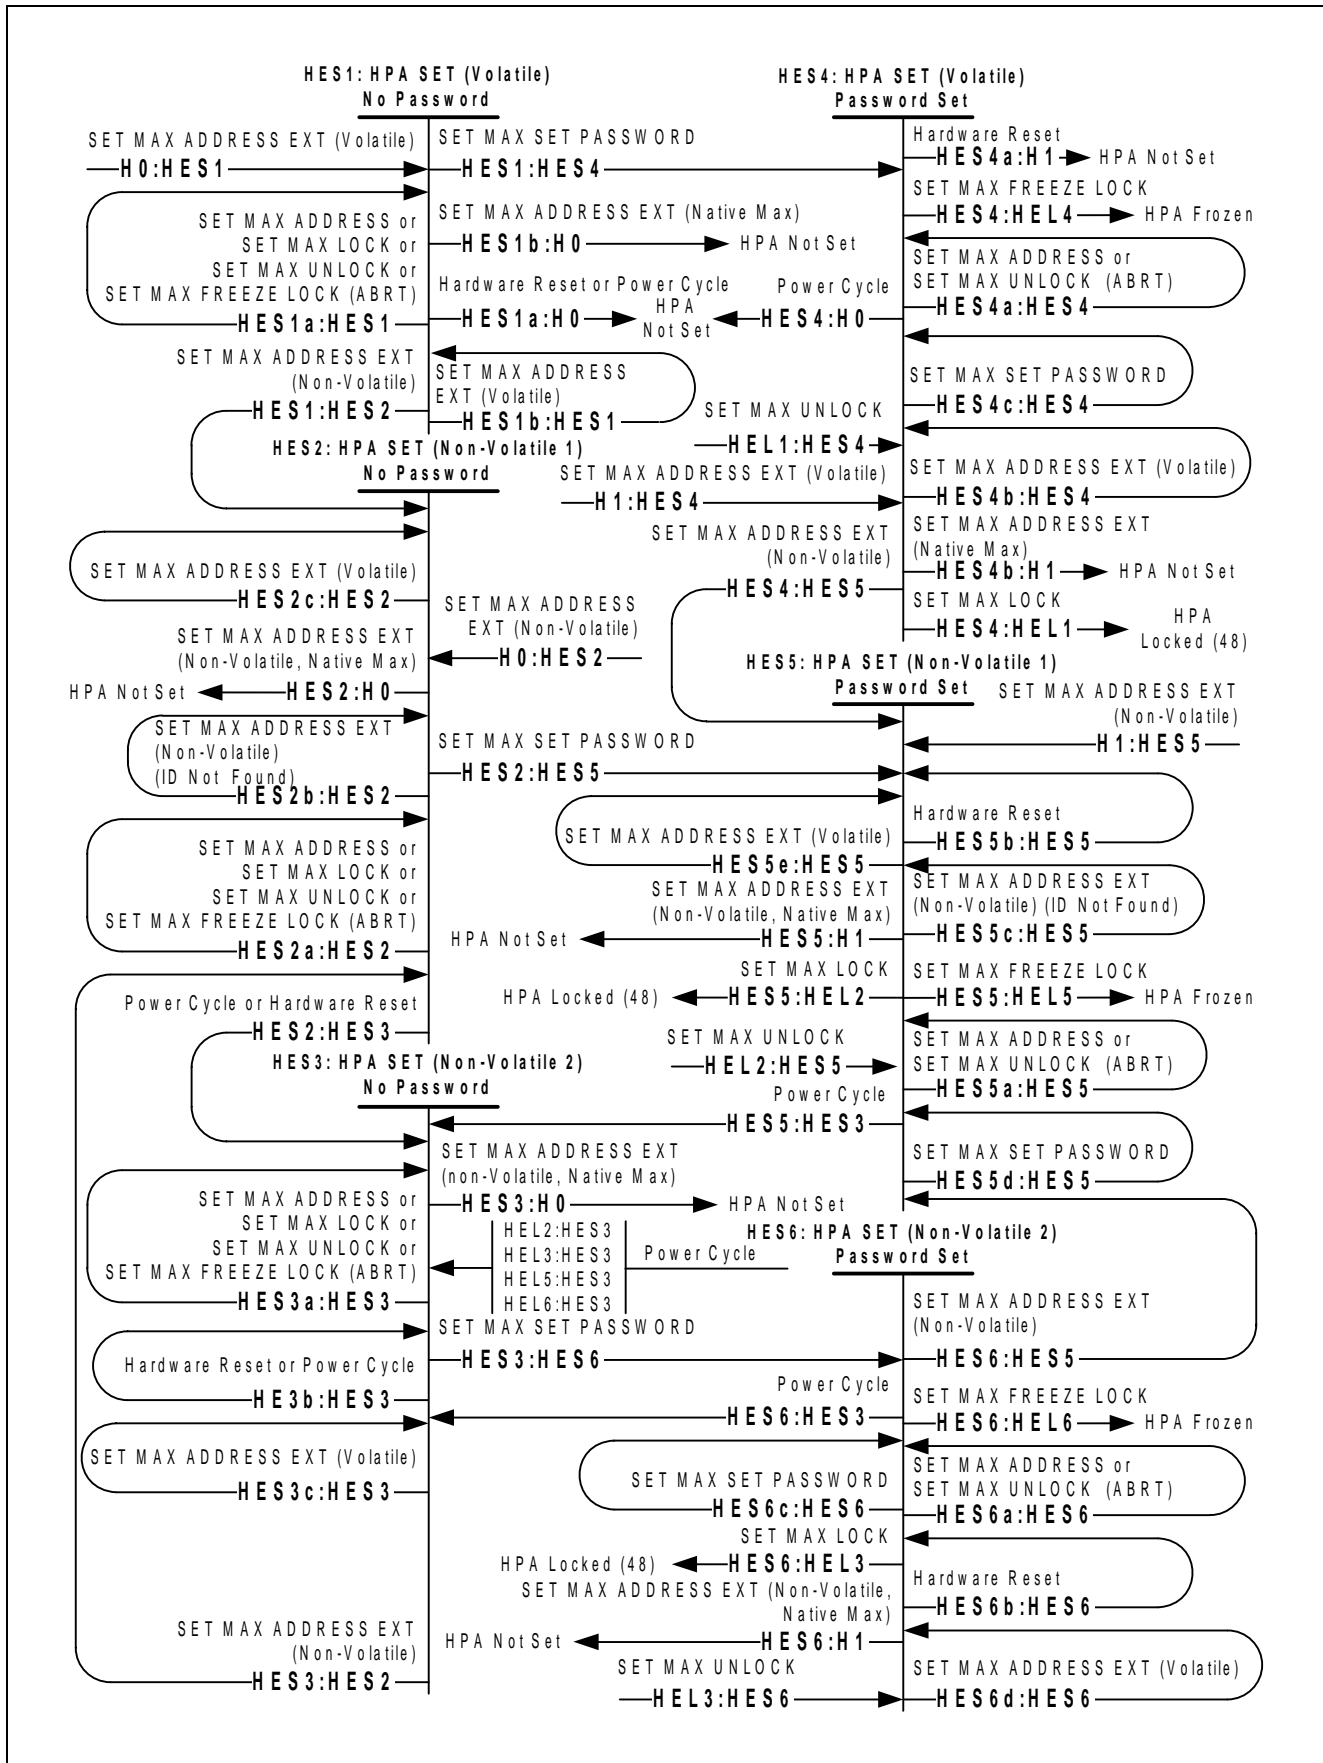 HES1: HPA SET (Volatile)
No Password
SET MAX ADDRESS EXT (Volatile)
H0:HES1
SET MAX SET PASSWORD
HES1:HES4
SET MAX ADDRESS or
SET MAX LOCK or
SET MAX UNLOCK or
SET MAX FREEZE LOCK (ABRT)
HES1a:HES1
SET MAX ADDRESS EXT (Native Max)
HES1b:H0
HPA Not Set
Hardware Reset or Power Cycle
HES1a:H0
HPA
Not Set
SET MAX ADDRESS EXT
(Non-Volatile)
HES1:HES2
SET MAX ADDRESS
EXT (Volatile)
HES1b:HES1
HES2: HPA SET (Non-Volatile 1)
No Password
SET MAX ADDRESS EXT (Volatile)
HES2c:HES2
SET MAX ADDRESS
EXT (Non-Volatile)
H0:HES2
SET MAX ADDRESS EXT
(Non-Volatile, Native Max)
HPA Not Set
HES2:H0
SET MAX ADDRESS EXT
(Non-Volatile)
(ID Not Found)
HES2b:HES2
SET MAX SET PASSWORD
HES2:HES5
SET MAX ADDRESS or
SET MAX LOCK or
SET MAX UNLOCK or
SET MAX FREEZE LOCK (ABRT)
HES2a:HES2
Power Cycle or Hardware Reset
HES2:HES3
HES3: HPA SET (Non-Volatile 2)
No Password
SET MAX ADDRESS EXT
(non-Volatile, Native Max)
HES3:H0
HPA Not Set
SET MAX ADDRESS or
SET MAX LOCK or
SET MAX UNLOCK or
SET MAX FREEZE LOCK (ABRT)
HES3a:HES3
HEL2:HES3
HEL3:HES3
HEL5:HES3
HEL6:HES3
Power Cycle
SET MAX SET PASSWORD
HES3:HES6
Hardware Reset or Power Cycle
HE3b:HES3
SET MAX ADDRESS EXT (Volatile)
HES3c:HES3
SET MAX ADDRESS EXT
(Non-Volatile)
HES3:HES2
HES4: HPA SET (Volatile)
Password Set
Hardware Reset
HES4a:H1
HPA Not Set
SET MAX FREEZE LOCK
HES4:HEL4
HPA Frozen
SET MAX ADDRESS or
SET MAX UNLOCK (ABRT)
HES4a:HES4
Power Cycle
HES4:H0
SET MAX SET PASSWORD
HES4c:HES4
SET MAX UNLOCK
HEL1:HES4
SET MAX ADDRESS EXT (Volatile)
H1:HES4
SET MAX ADDRESS EXT (Volatile)
HES4b:HES4
SET MAX ADDRESS EXT
(Non-Volatile)
HES4:HES5
SET MAX ADDRESS EXT
(Native Max)
HES4b:H1
HPA Not Set
SET MAX LOCK
HES4:HEL1
HPA
Locked (48)
HES5: HPA SET (Non-Volatile 1)
Password Set
SET MAX ADDRESS EXT
(Non-Volatile)
H1:HES5
Hardware Reset
HES5b:HES5
SET MAX ADDRESS EXT (Volatile)
HES5e:HES5
SET MAX ADDRESS EXT
(Non-Volatile) (ID Not Found)
HES5c:HES5
SET MAX ADDRESS EXT
(Non-Volatile, Native Max)
HPA Not Set
HES5:H1
SET MAX LOCK
HPA Locked (48)
HES5:HEL2
SET MAX FREEZE LOCK
HES5:HEL5
HPA Frozen
SET MAX UNLOCK
HEL2:HES5
SET MAX ADDRESS or
SET MAX UNLOCK (ABRT)
HES5a:HES5
Power Cycle
HES5:HES3
SET MAX SET PASSWORD
HES5d:HES5
HES6: HPA SET (Non-Volatile 2)
Password Set
SET MAX ADDRESS EXT
(Non-Volatile)
HES6:HES5
Power Cycle
HES6:HES3
SET MAX FREEZE LOCK
HES6:HEL6
HPA Frozen
SET MAX SET PASSWORD
HES6c:HES6
SET MAX ADDRESS or
SET MAX UNLOCK (ABRT)
HES6a:HES6
SET MAX LOCK
HPA Locked (48)
HES6:HEL3
Hardware Reset
HES6b:HES6
SET MAX ADDRESS EXT (Non-Volatile,
Native Max)
HPA Not Set
HES6:H1
SET MAX UNLOCK
HEL3:HES6
SET MAX ADDRESS EXT (Volatile)
HES6d:HES6